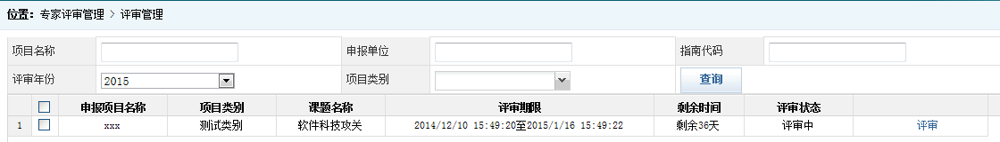 位置：专家评审管理 > 评审管理
项目名称 申报单位 指南代码
评审年份 2015 项目类别 查询
申报项目名称 项目类别 课题名称 评审期限 剩余时间 评审状态
1 xxx 测试类别 软件科技攻关 2014/12/10 15:49:20至2015/1/16 15:49:22 剩余36天 评审中 评审